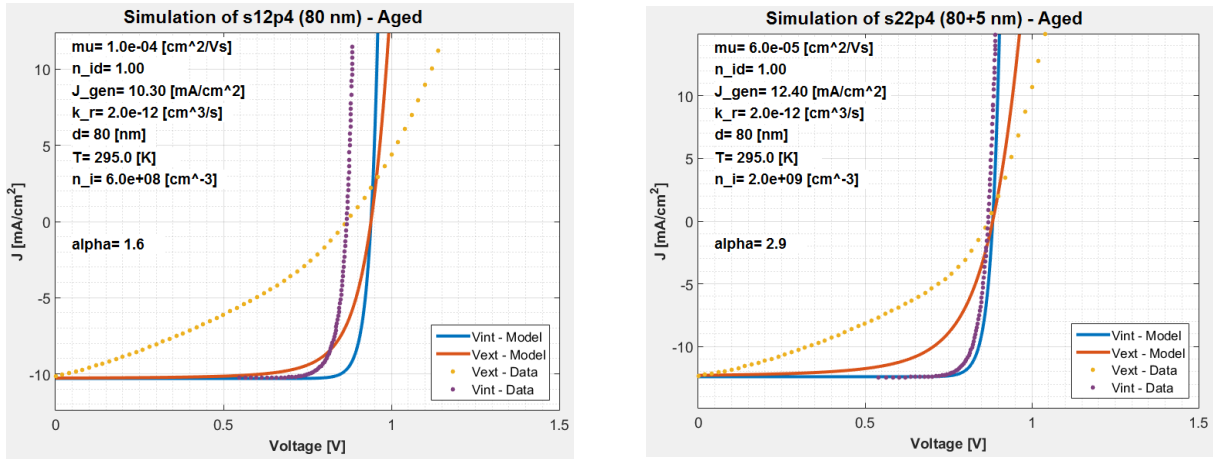 Simulation of s12p4 (80 nm) - Aged
mu= 1.0e-04 [cm^2/Vs]
n_id= 1.00
J_gen= 10.30 [mA/cm^2]
k_r= 2.0e-12 [cm^3/s]
d= 80 [nm]
T= 295.0 [K]
n_i= 6.0e+08 [cm^-3]
alpha= 1.6
J [mA/cm²]
10
5
0
-5
-10
0
0.5
1
1.5
Voltage [V]
Vint - Model
Vext - Model
Vext - Data
Vint - Data
Simulation of s22p4 (80+5 nm) - Aged
mu= 6.0e-05 [cm^2/Vs]
n_id= 1.00
J_gen= 12.40 [mA/cm^2]
k_r= 2.0e-12 [cm^3/s]
d= 80 [nm]
T= 295.0 [K]
n_i= 2.0e+09 [cm^-3]
alpha= 2.9
J [mA/cm²]
10
5
0
-5
-10
0
0.5
1
1.5
Voltage [V]
Vint - Model
Vext - Model
Vext - Data
Vint - Data